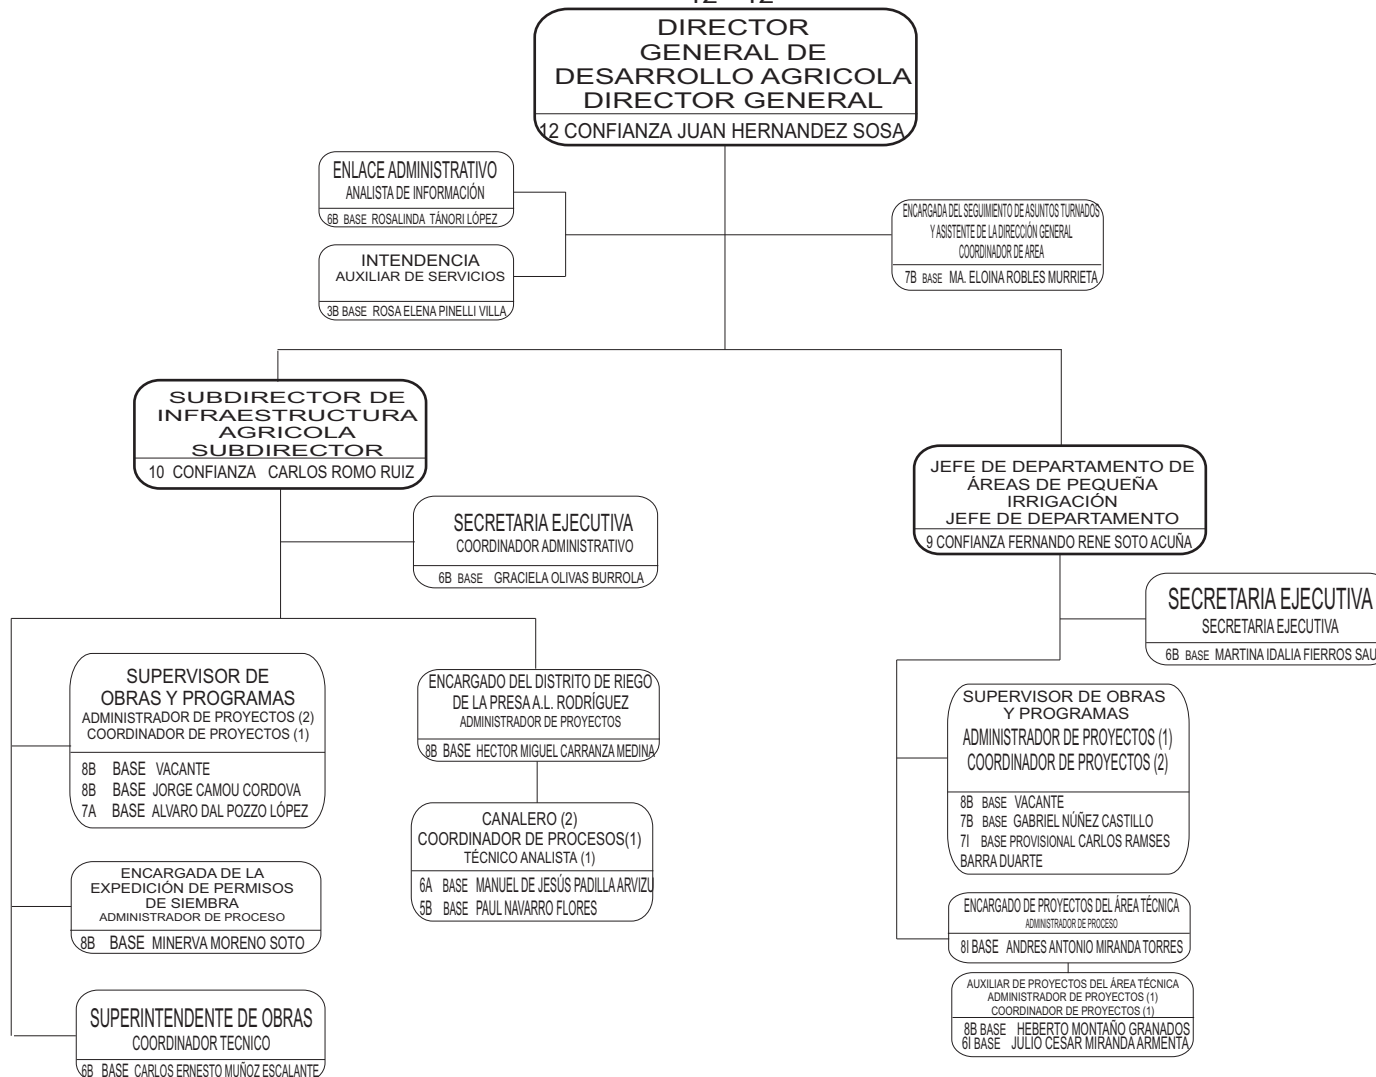 DIRECTOR
GENERAL DE
DESARROLLO AGRICOLA
DIRECTOR GENERAL
12 CONFIANZA JUAN HERNANDEZ SOSA
ENLACE ADMINISTRATIVO
ANALISTA DE INFORMACIÓN
6B BASE ROSALINDA TÁNORI LÓPEZ
INTENDENCIA
AUXILIAR DE SERVICIOS
3B BASE ROSA ELENA PINELLI VILLA
ENCARGADA DEL SEGUIMIENTO DE ASUNTOS TURNADOS
Y ASISTENTE DE LA DIRECCIÓN GENERAL
COORDINADOR DE AREA
7B BASE MA. ELOINA ROBLES MURRIETA
SUBDIRECTOR DE
INFRAESTRUCTURA
AGRICOLA
SUBDIRECTOR
10 CONFIANZA CARLOS ROMO RUIZ
SECRETARIA EJECUTIVA
COORDINADOR ADMINISTRATIVO
6B BASE GRACIELA OLIVAS BURROLA
SUPERVISOR DE
OBRAS Y PROGRAMAS
ADMINISTRADOR DE PROYECTOS (2)
COORDINADOR DE PROYECTOS (1)
8B BASE VACANTE
8B BASE JORGE CAMOU CORDOVA
7A BASE ALVARO DAL POZZO LÓPEZ
ENCARGADA DE LA
EXPEDICIÓN DE PERMISOS
DE SIEMBRA
ADMINISTRADOR DE PROCESO
8B BASE MINERVA MORENO SOTO
SUPERINTENDENTE DE OBRAS
COORDINADOR TECNICO
6B BASE CARLOS ERNESTO MUÑOZ ESCALANTE
ENCARGADO DEL DISTRITO DE RIEGO
DE LA PRESA A.L. RODRÍGUEZ
ADMINISTRADOR DE PROYECTOS
8B BASE HECTOR MIGUEL CARRANZA MEDINA
CANALERO (2)
COORDINADOR DE PROCESOS(1)
TÉCNICO ANALISTA (1)
6A BASE MANUEL DE JESÚS PADILLA ARVIZU
5B BASE PAUL NAVARRO FLORES
JEFE DE DEPARTAMENTO DE
ÁREAS DE PEQUEÑA
IRRIGACIÓN
JEFE DE DEPARTAMENTO
9 CONFIANZA FERNANDO RENE SOTO ACUÑA
SECRETARIA EJECUTIVA
SECRETARIA EJECUTIVA
6B BASE MARTINA IDALIA FIERROS SAU
SUPERVISOR DE OBRAS
Y PROGRAMAS
ADMINISTRADOR DE PROYECTOS (1)
COORDINADOR DE PROYECTOS (2)
8B BASE VACANTE
7B BASE GABRIEL NÚÑEZ CASTILLO
7I BASE PROVISIONAL CARLOS RAMSES
BARRA DUARTE
ENCARGADO DE PROYECTOS DEL ÁREA TÉCNICA
ADMINISTRADOR DE PROCESO
8I BASE ANDRES ANTONIO MIRANDA TORRES
AUXILIAR DE PROYECTOS DEL ÁREA TÉCNICA
ADMINISTRADOR DE PROYECTOS (1)
COORDINADOR DE PROYECTOS (1)
8B BASE HEBERTO MONTAÑO GRANADOS
6I BASE JULIO CESAR MIRANDA ARMENTA